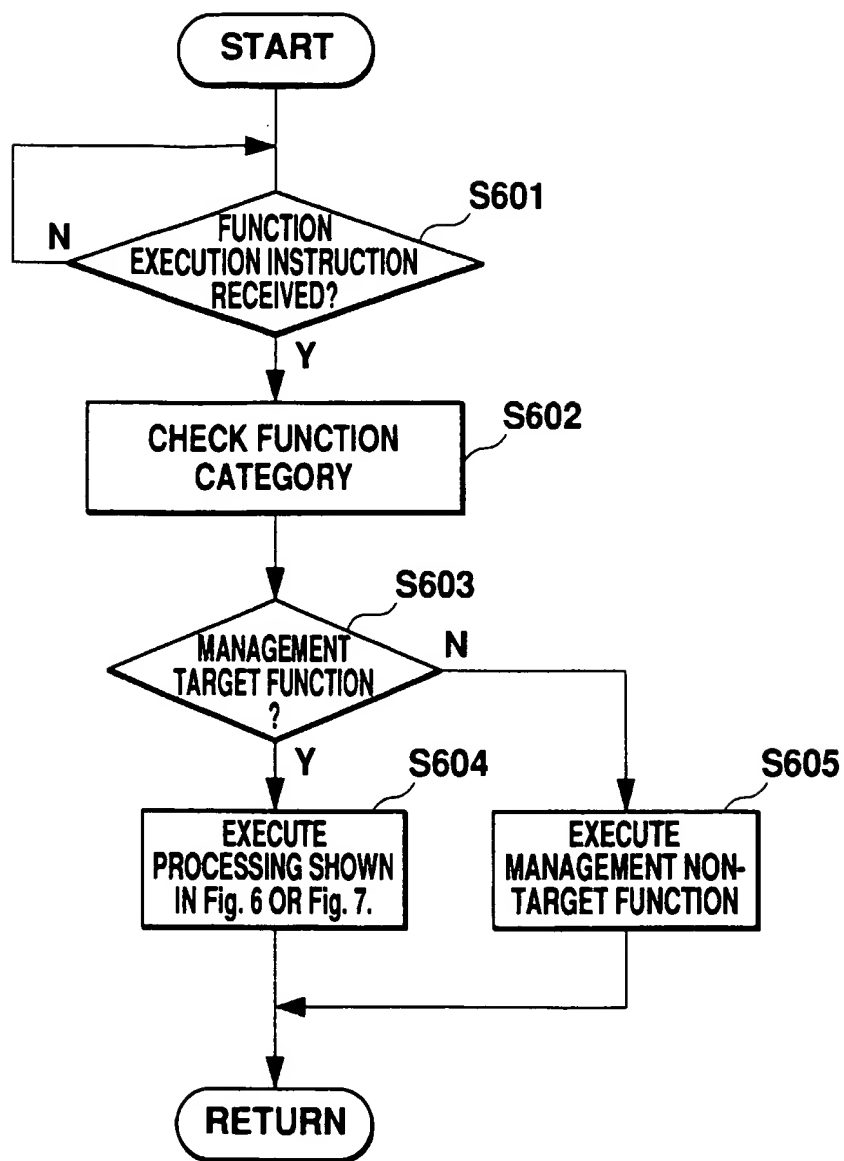 START
S601
N
FUNCTION
EXECUTION INSTRUCTION
RECEIVED?
Y
S602
CHECK FUNCTION
CATEGORY
S603
MANAGEMENT
TARGET FUNCTION
?
N
Y
S604
EXECUTE
PROCESSING SHOWN
IN Fig. 6 OR Fig. 7.
S605
EXECUTE
MANAGEMENT NON-
TARGET FUNCTION
RETURN